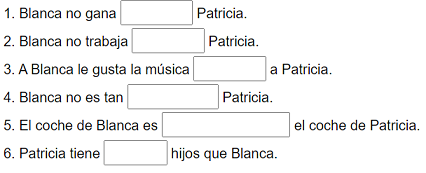 1. Blanca no gana Patricia.
2. Blanca no trabaja Patricia.
3. A Blanca le gusta la música a Patricia.
4. Blanca no es tan Patricia.
5. El coche de Blanca es el coche de Patricia.
6. Patricia tiene hijos que Blanca.